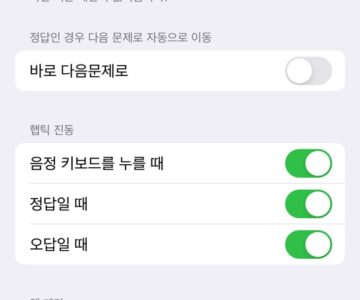 정답인 경우 다음 문제로 자동으로 이동
바로 다음문제로
햅틱 진동
음정 키보드를 누를 때
정답일 때
오답일 때